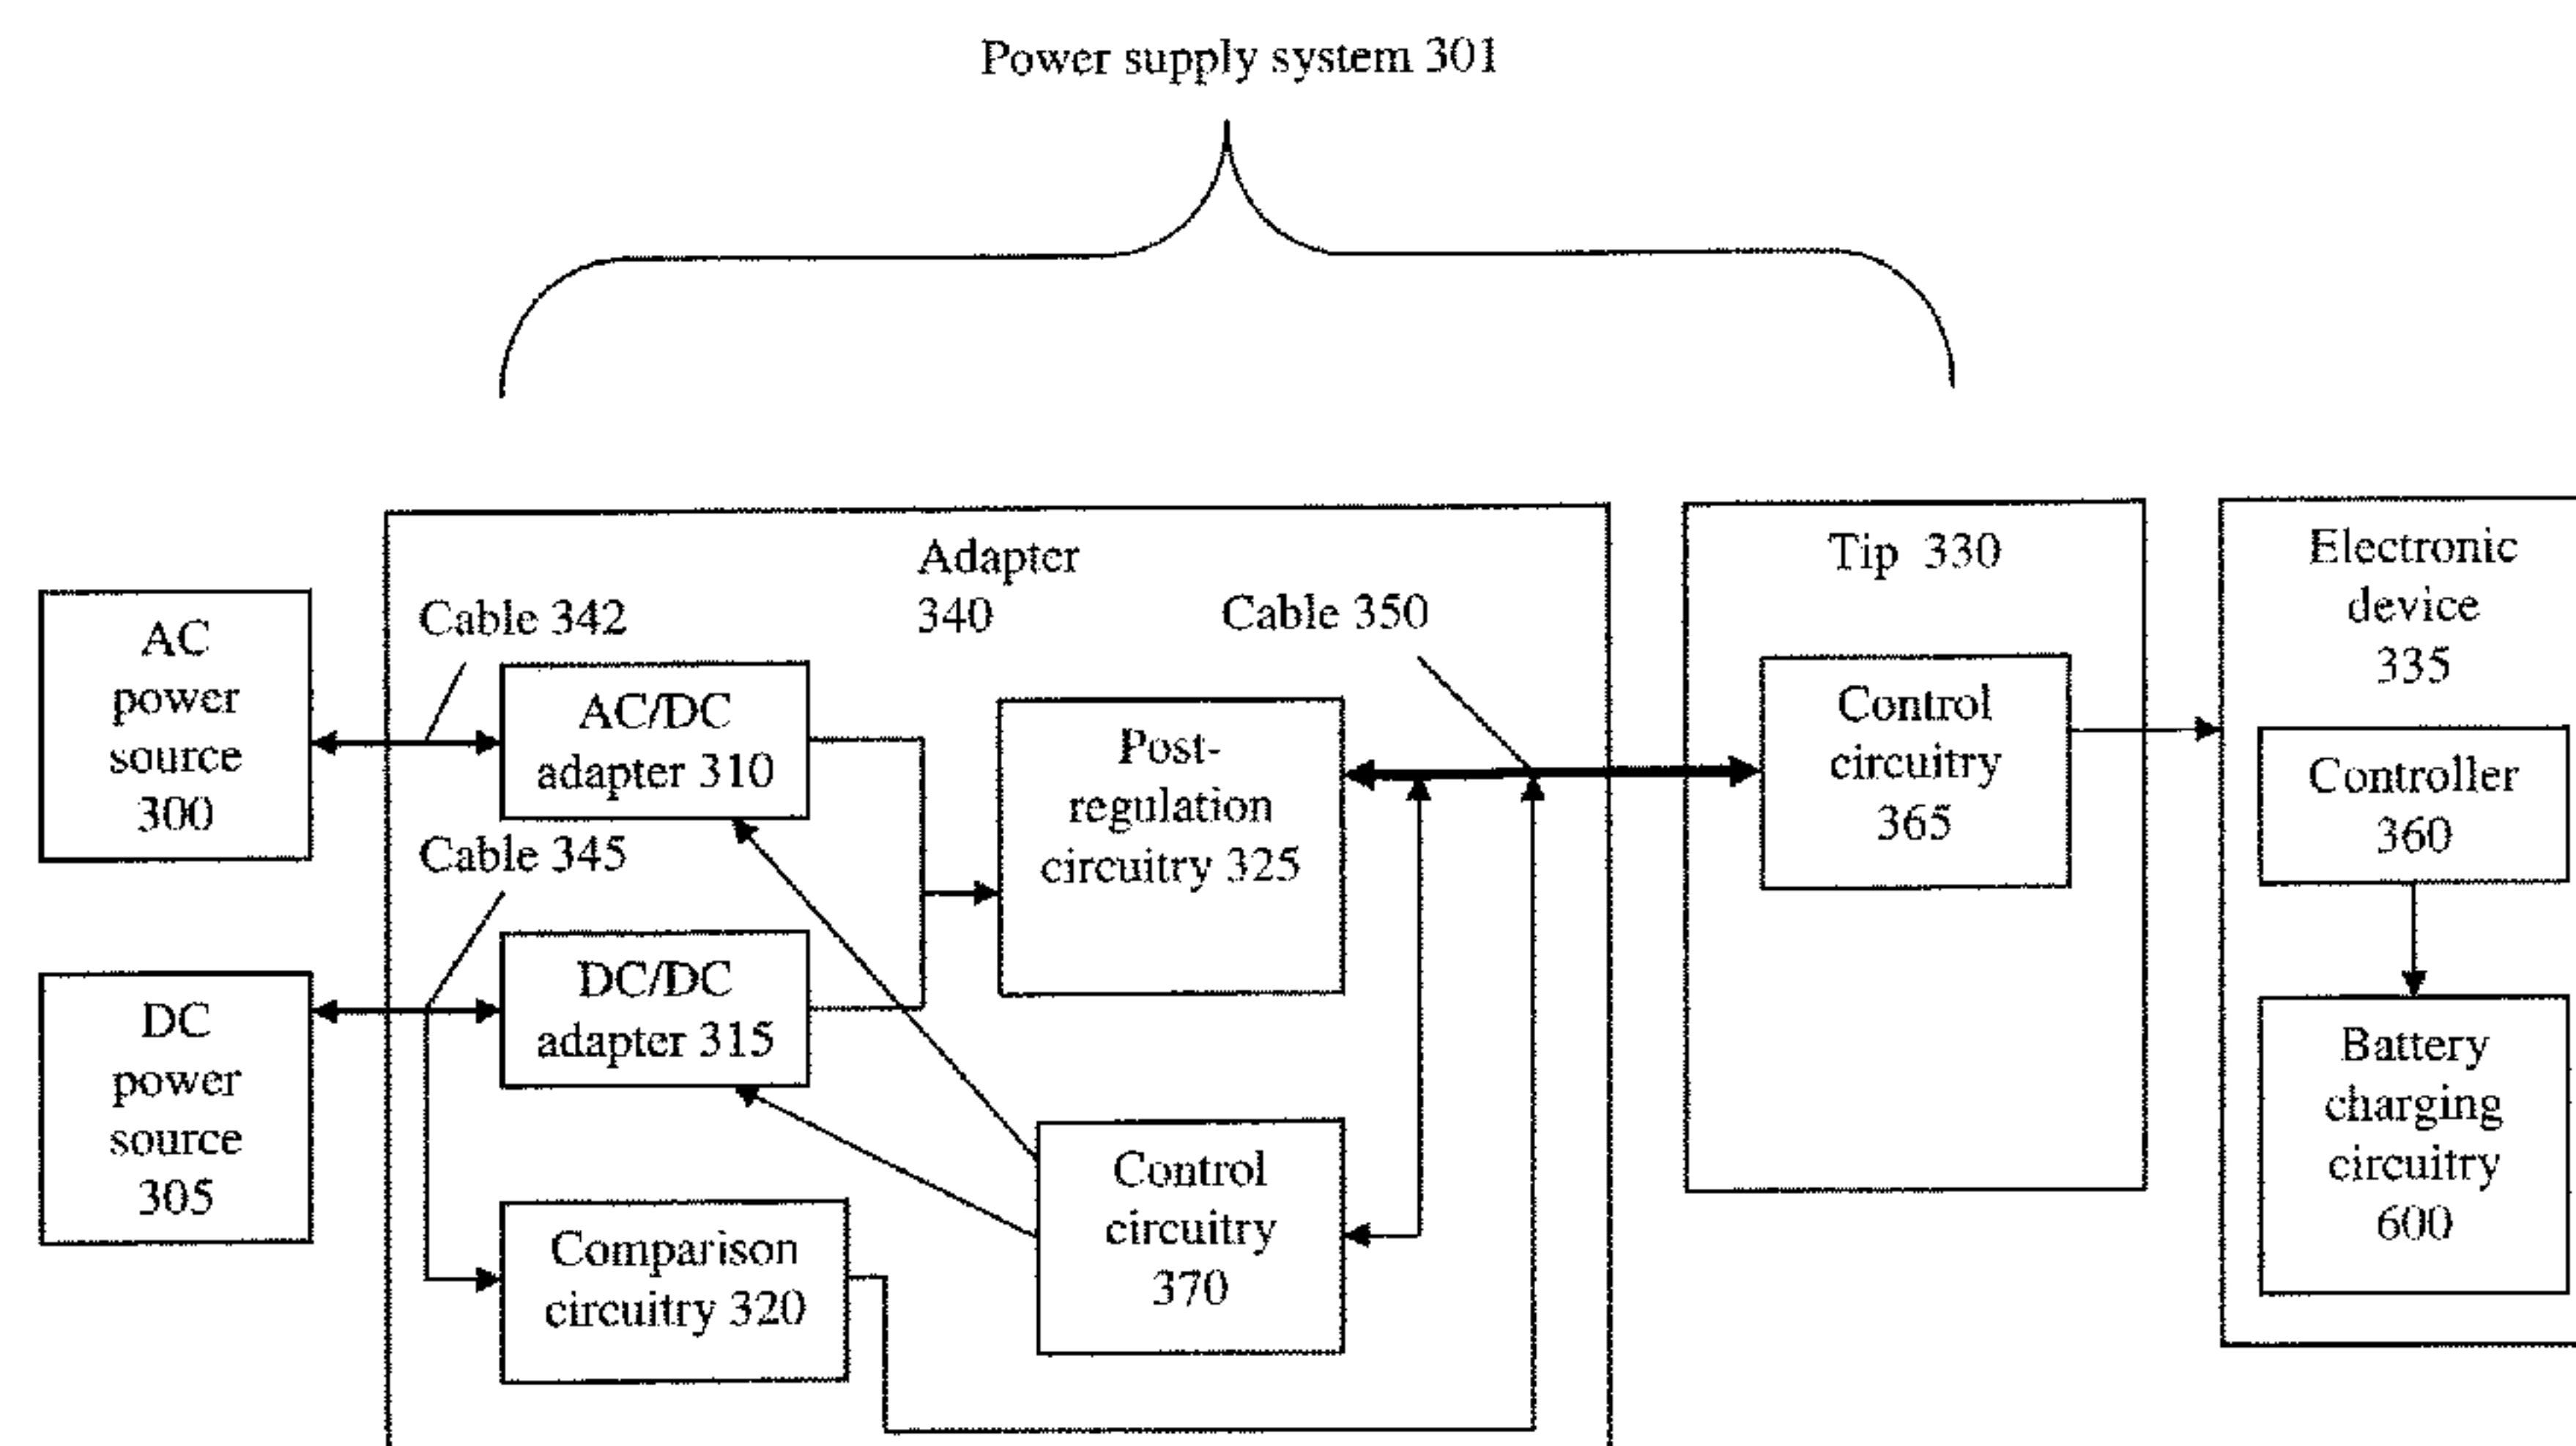 Power supply system 301
Adapter
340
Tip 330
Electronic
device
335
Cable 342
Cable 350
AC
power
source
300
AC/DC
adapter 310
Post-
regulation
circuitry 325
Control
circuitry
365
Controller
360
Cable 345
DC
power
source
305
DC/DC
adapter 315
Comparison
circuitry 320
Control
circuitry
370
Battery
charging
circuitry
600